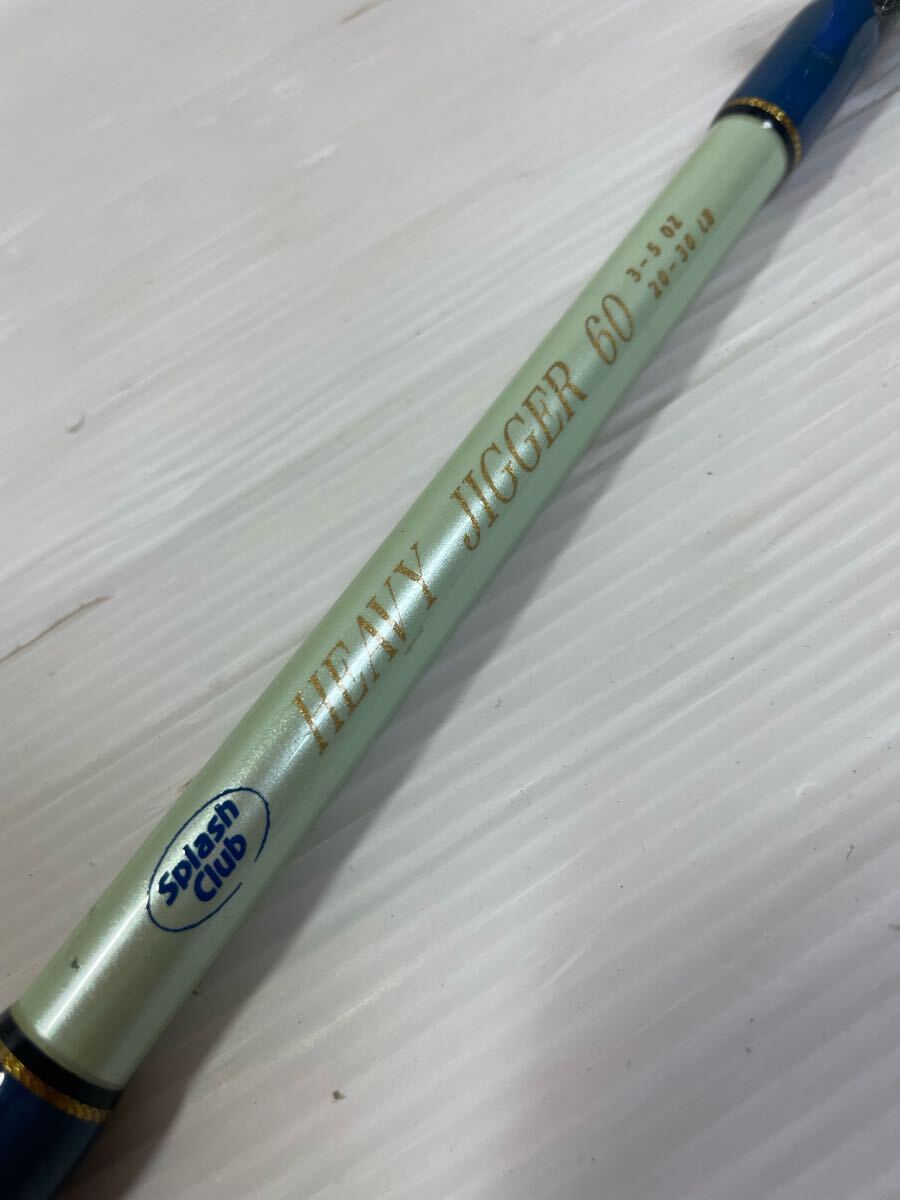 Splash
Club
HEAVY JIGGER 60
3-5 OZ
20-30 LB